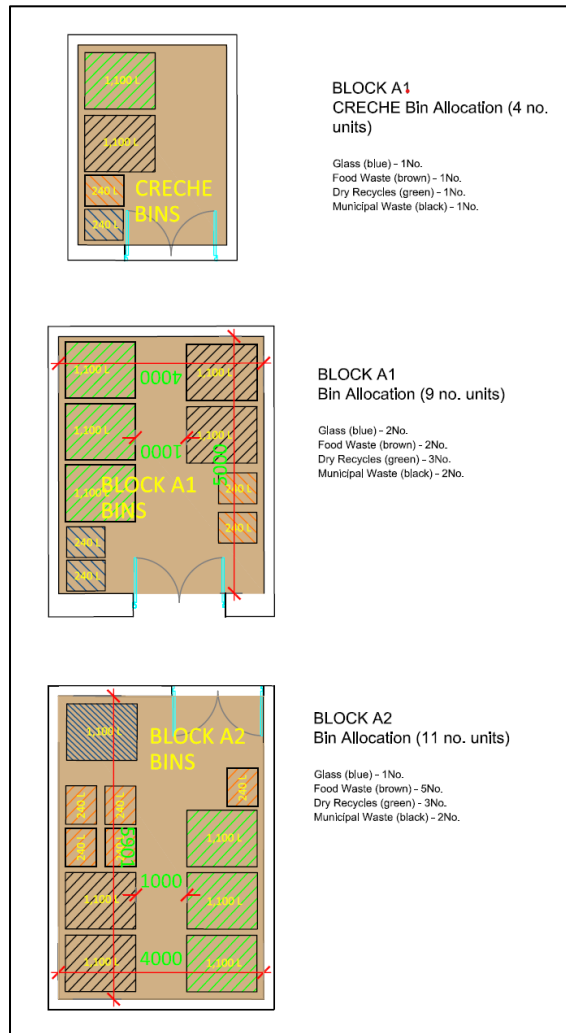 1,100 L
1,100 L
240 L
240 L
CRECHE
BINS
BLOCK A1
CRECHE Bin Allocation (4 no.
units)
Glass (blue) – 1No.
Food Waste (brown) – 1No.
Dry Recycles (green) – 1No.
Municipal Waste (black) – 1No.
1,100 L
1,100 L
4000
1,100 L
1,100 L
1000
5000
1,100 L
BLOCK A1
BINS
240 L
240 L
240 L
240 L
BLOCK A1
Bin Allocation (9 no. units)
Glass (blue) – 2No.
Food Waste (brown) – 2No.
Dry Recycles (green) – 3No.
Municipal Waste (black) – 2No.
1,100 L
BLOCK A2
BINS
240 L
240 L
240 L
240 L
240 L
1,100 L
1,100 L
1000
1,100 L
1,100 L
4000
1,100 L
BLOCK A2
Bin Allocation (11 no. units)
Glass (blue) – 1No.
Food Waste (brown) – 5No.
Dry Recycles (green) – 3No.
Municipal Waste (black) – 2No.